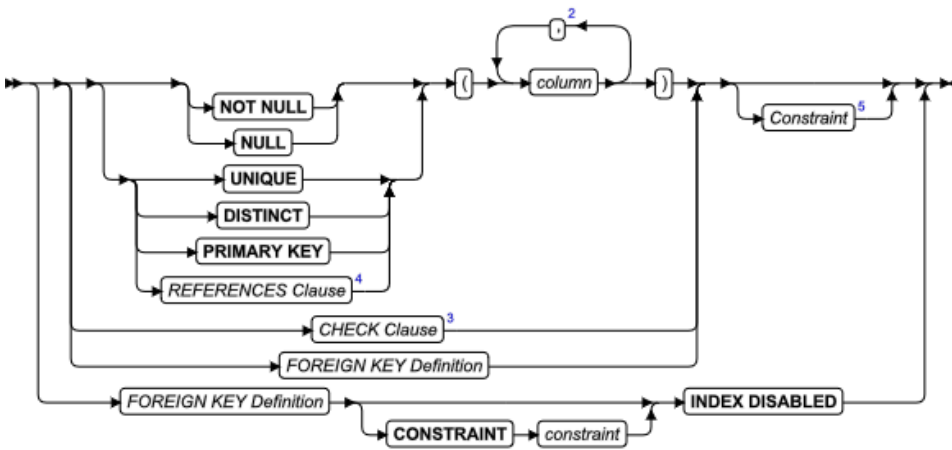 , 2
( column )
NOT NULL
Constraint 5
NULL
UNIQUE
DISTINCT
PRIMARY KEY
REFERENCES Clause 4
CHECK Clause 3
FOREIGN KEY Definition
FOREIGN KEY Definition INDEX DISABLED
CONSTRAINT constraint